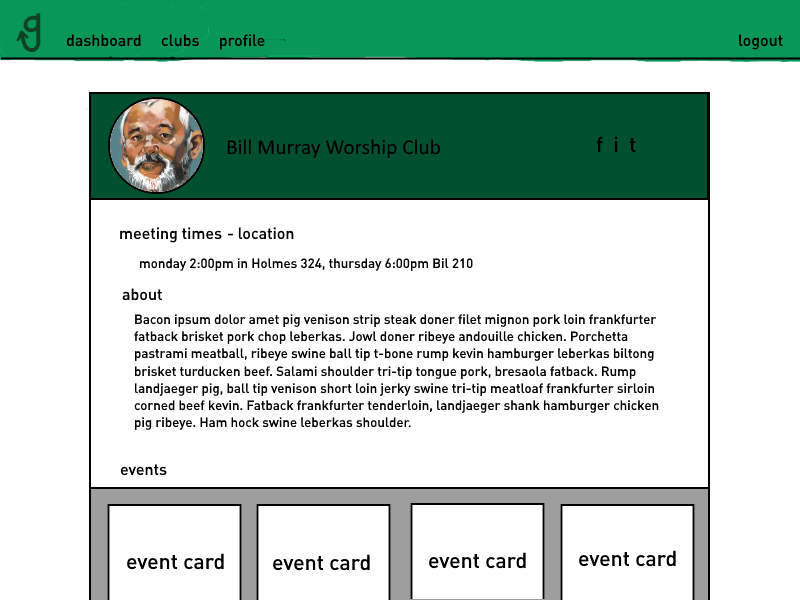 g
dashboard clubs profile logout
Bill Murray Worship Club f i t
meeting times - location
monday 2:00pm in Holmes 324, thursday 6:00pm Bil 210
about
Bacon ipsum dolor amet pig venison strip steak doner filet mignon pork loin frankfurter
fatback brisket pork chop leberkas. Jowl doner ribeye andouille chicken. Porchetta
pastrami meatball, ribeye swine ball tip t-bone rump kevin hamburger leberkas biltong
brisket turducken beef. Salami shoulder tri-tip tongue pork, bresaola fatback. Rump
landjaeger pig, ball tip venison short loin jerky swine tri-tip meatloaf frankfurter sirloin
corned beef kevin. Fatback frankfurter tenderloin, landjaeger shank hamburger chicken
pig ribeye. Ham hock swine leberkas shoulder.
events
event card event card event card event card